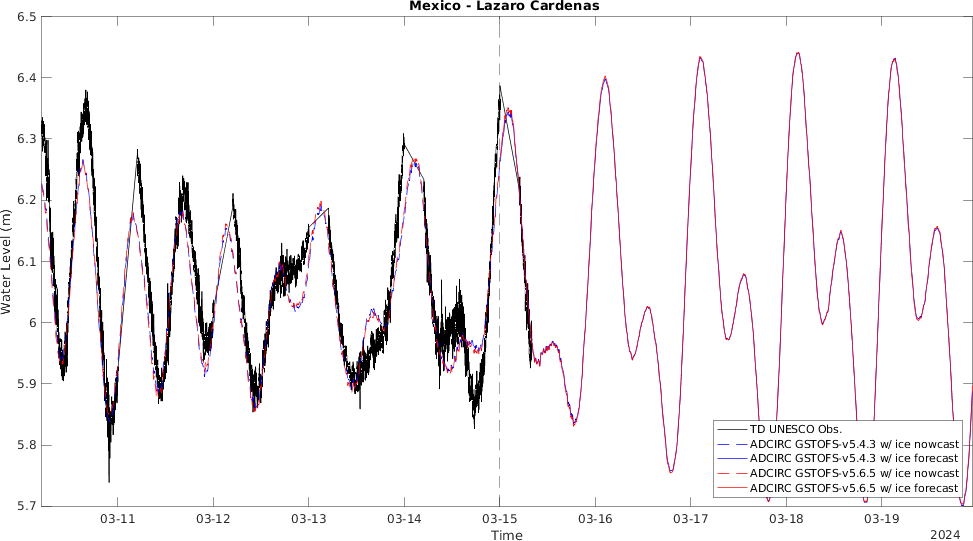 Mexico - Lazaro Cardenas
6.5
6.4
6.3
6.2
6.1
6
5.9
5.8
5.7
Water Level (m)
TD UNESCO Obs.
ADCIRC GSTOFS-v5.4.3 w/ ice nowcast
ADCIRC GSTOFS-v5.4.3 w/ ice forecast
ADCIRC GSTOFS-v5.6.5 w/ ice nowcast
ADCIRC GSTOFS-v5.6.5 w/ ice forecast
03-11 03-12 03-13 03-14 03-15 03-16 03-17 03-18 03-19
Time
2024